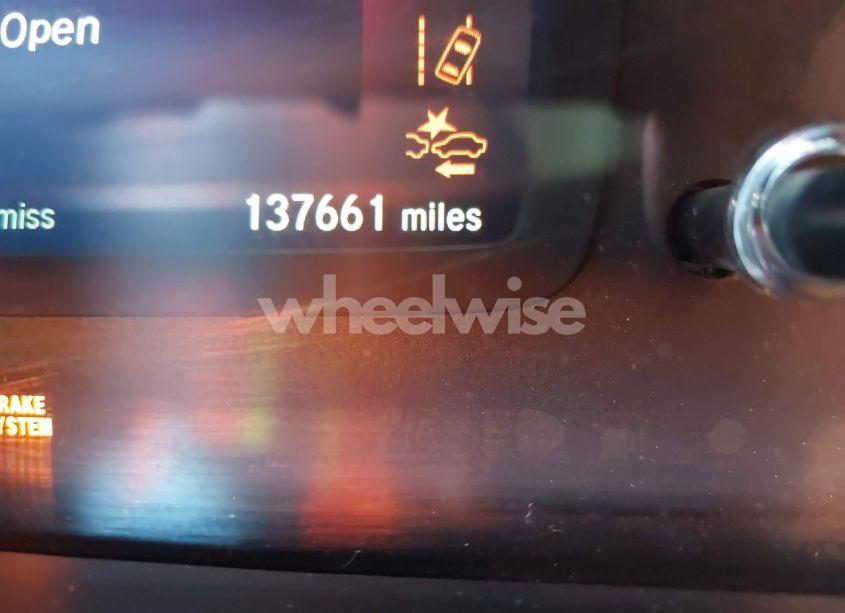 Open
miss
137661 miles
wheelwise
RAKE
YSTEM